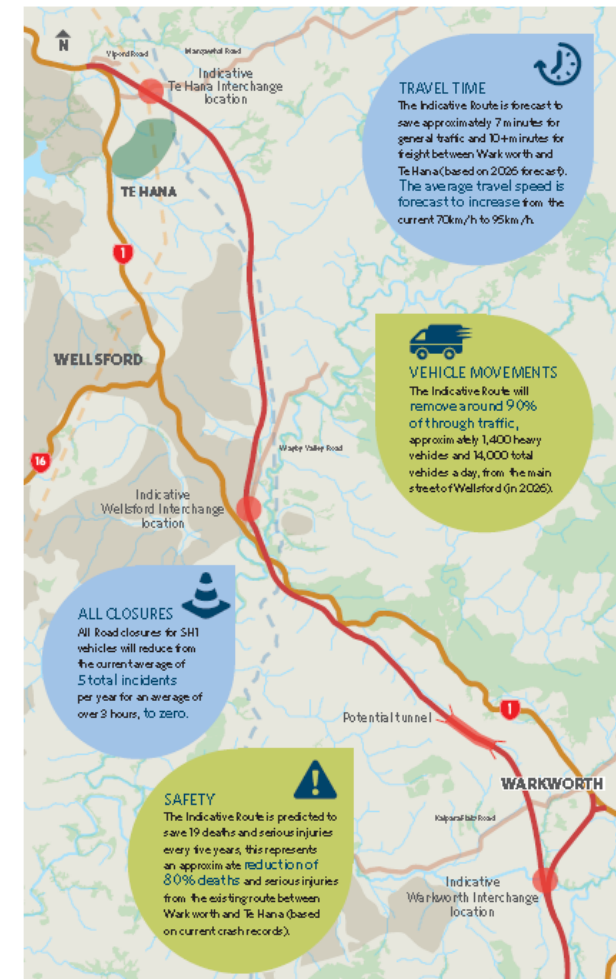 N
Vipond Road
Mangawhai Road
Indicative
Te Hana Interchange
location
TE HANA
1
WELLSFORD
16
Wayby Valley Road
Indicative
Wellsford Interchange
location
TRAVEL TIME
The Indicative Route is forecast to
save approximately 7 minutes for
general traffic and 10+minutes for
freight between Warkworth and
Te Hana (based on 2026 forecast).
The average travel speed is
forecast to increase from the
current 70km/h to 95km/h.
VEHICLE MOVEMENTS
The Indicative Route will
remove around 90%
of through traffic,
approximately 1,400 heavy
vehicles and 14,000 total
vehicles a day, from the main
street of Wellsford (in 2026).
ALL CLOSURES
All Road closures for SH1
vehicles will reduce from
the current average of
5 total incidents
per year for an average of
over 3 hours, to zero.
Potential tunnel
1
WARKWORTH
SAFETY
The Indicative Route is predicted to
save 19 deaths and serious injuries
every five years, this represents
an approximate reduction of
80% deaths and serious injuries
from the existing route between
Warkworth and Te Hana (based
on current crash records).
Kaipara Flats Road
Indicative
Warkworth Interchange
location